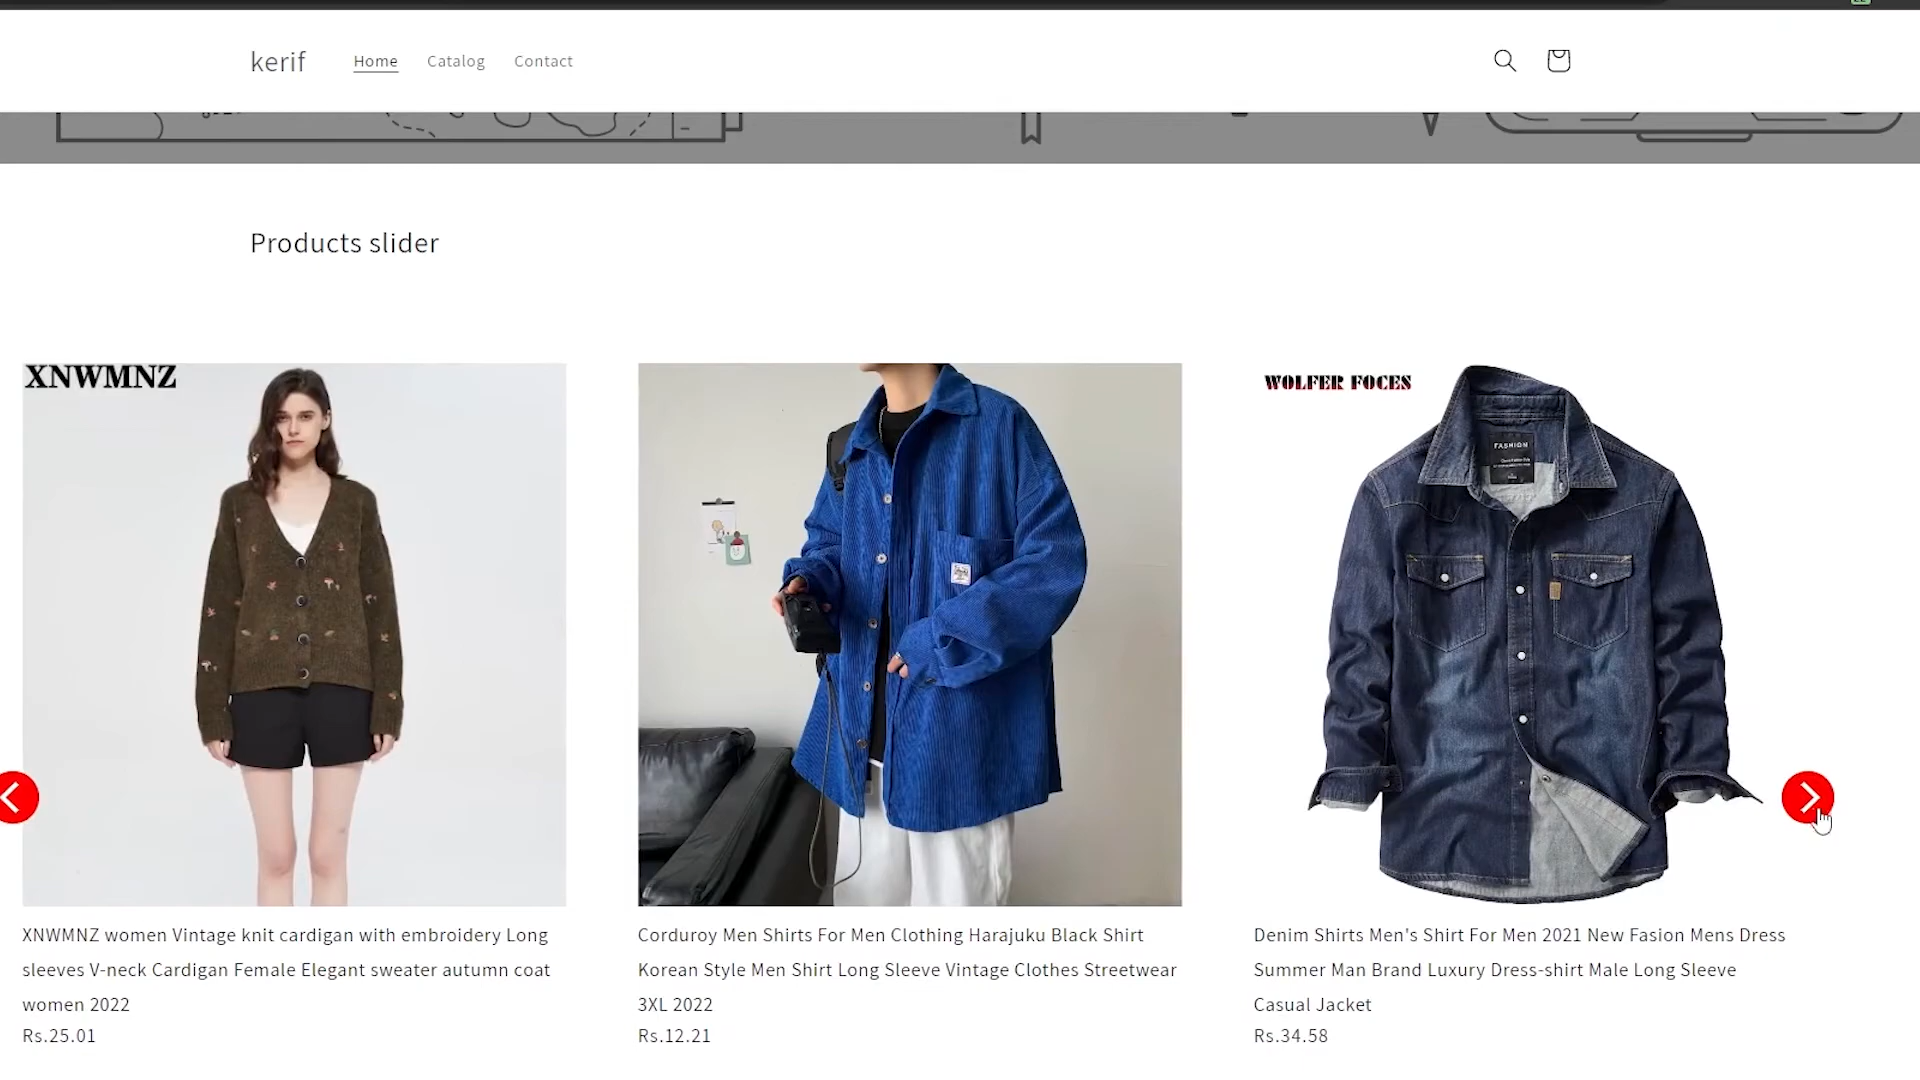 kerif
Home
Catalog
Contact
Products slider
XNWMNZ
WOLFER FOCES
FASHION
XNWMNZ women Vintage knit cardigan with embroidery Long
sleeves V-neck Cardigan Female Elegant sweater autumn coat
women 2022
Rs.25.01
Corduroy Men Shirts For Men Clothing Harajuku Black Shirt
Korean Style Men Shirt Long Sleeve Vintage Clothes Streetwear
3XL 2022
Rs.12.21
Denim Shirts Men's Shirt For Men 2021 New Fasion Mens Dress
Summer Man Brand Luxury Dress-shirt Male Long Sleeve
Casual Jacket
Rs.34.58